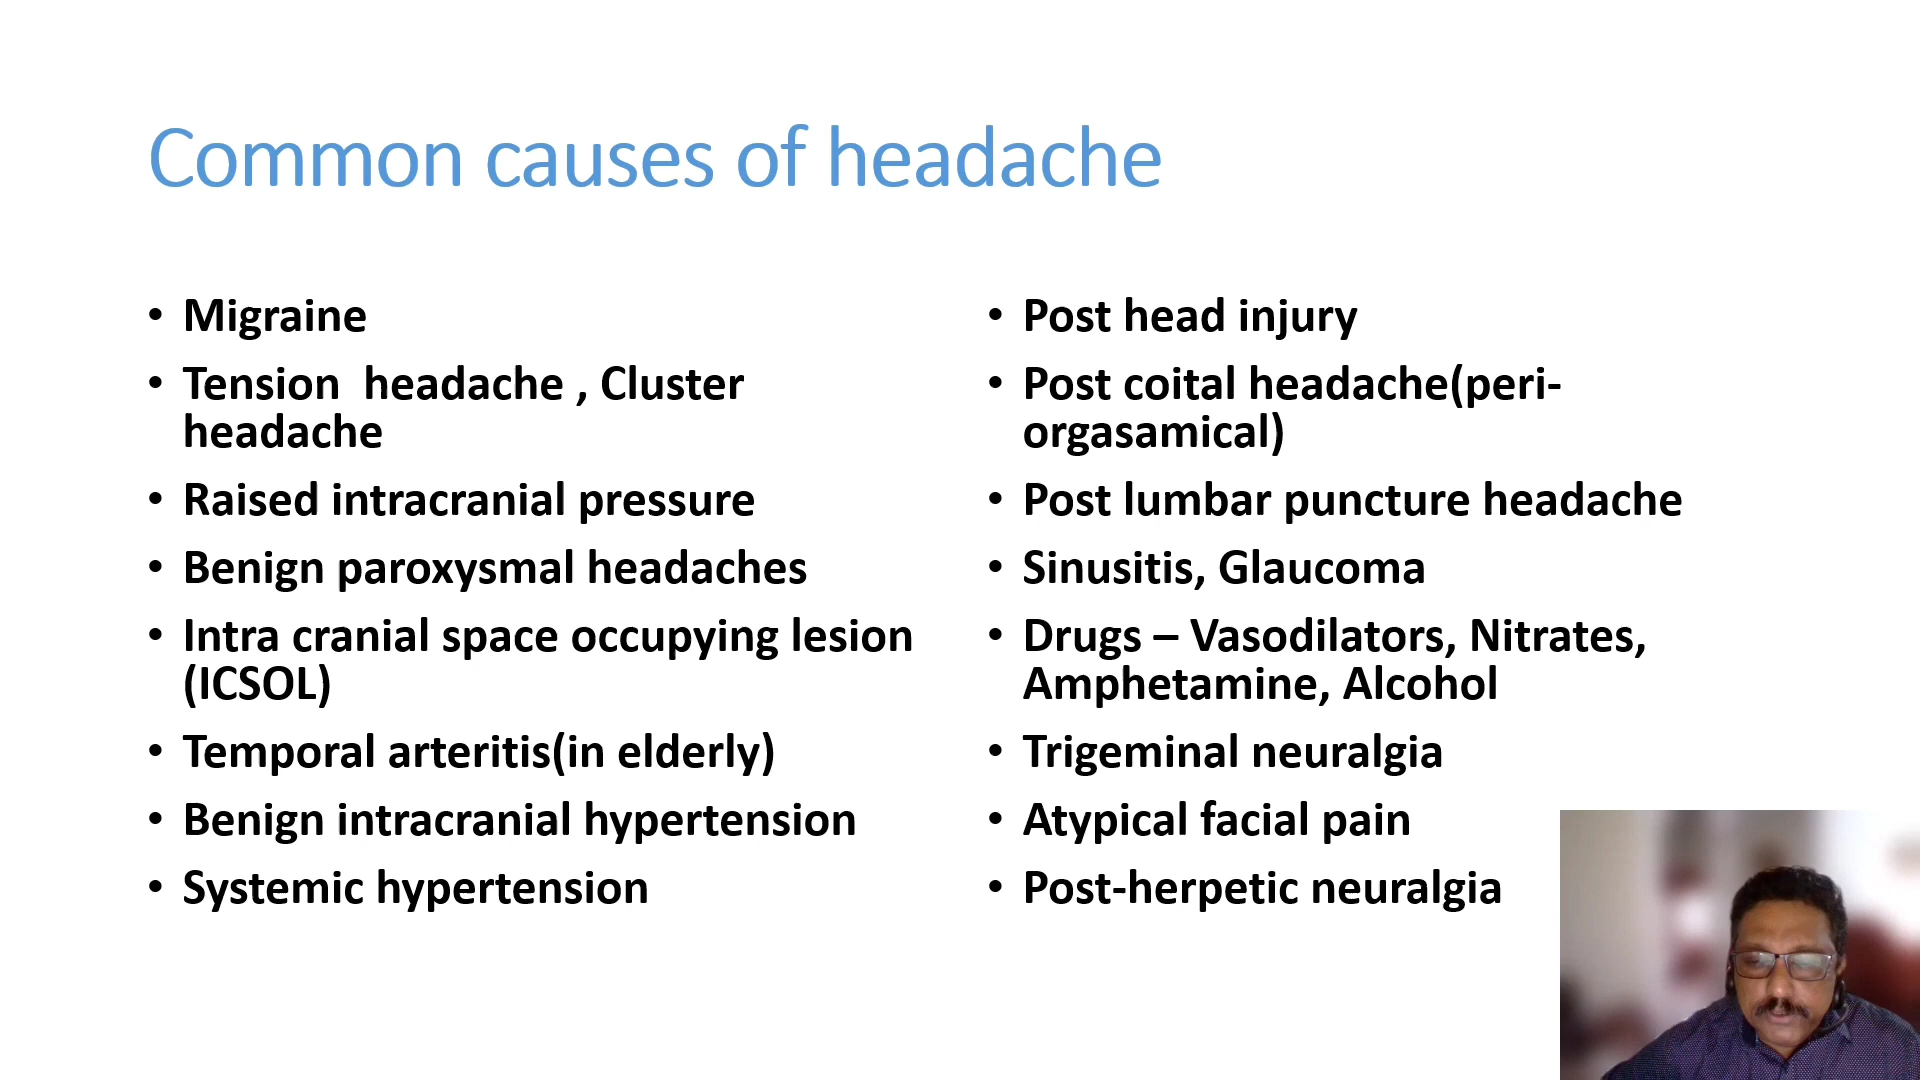 Common causes of headache
• Migraine
• Tension  headache , Cluster
headache
• Raised intracranial pressure
• Benign paroxysmal headaches
• Intra cranial space occupying lesion
(ICSOL)
• Temporal arteritis(in elderly)
• Benign intracranial hypertension
• Systemic hypertension
• Post head injury
• Post coital headache(peri-
orgasamical)
• Post lumbar puncture headache
• Sinusitis, Glaucoma
• Drugs – Vasodilators, Nitrates,
Amphetamine, Alcohol
• Trigeminal neuralgia
• Atypical facial pain
• Post-herpetic neuralgia